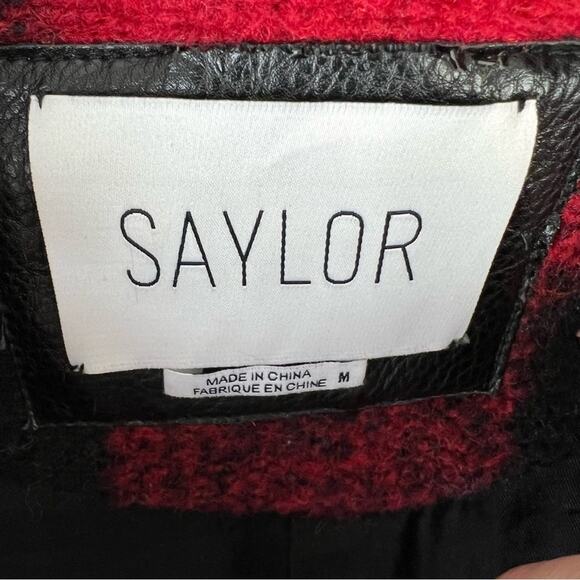 SAYLOR
MADE IN CHINA M
FABRIQUE EN CHINE